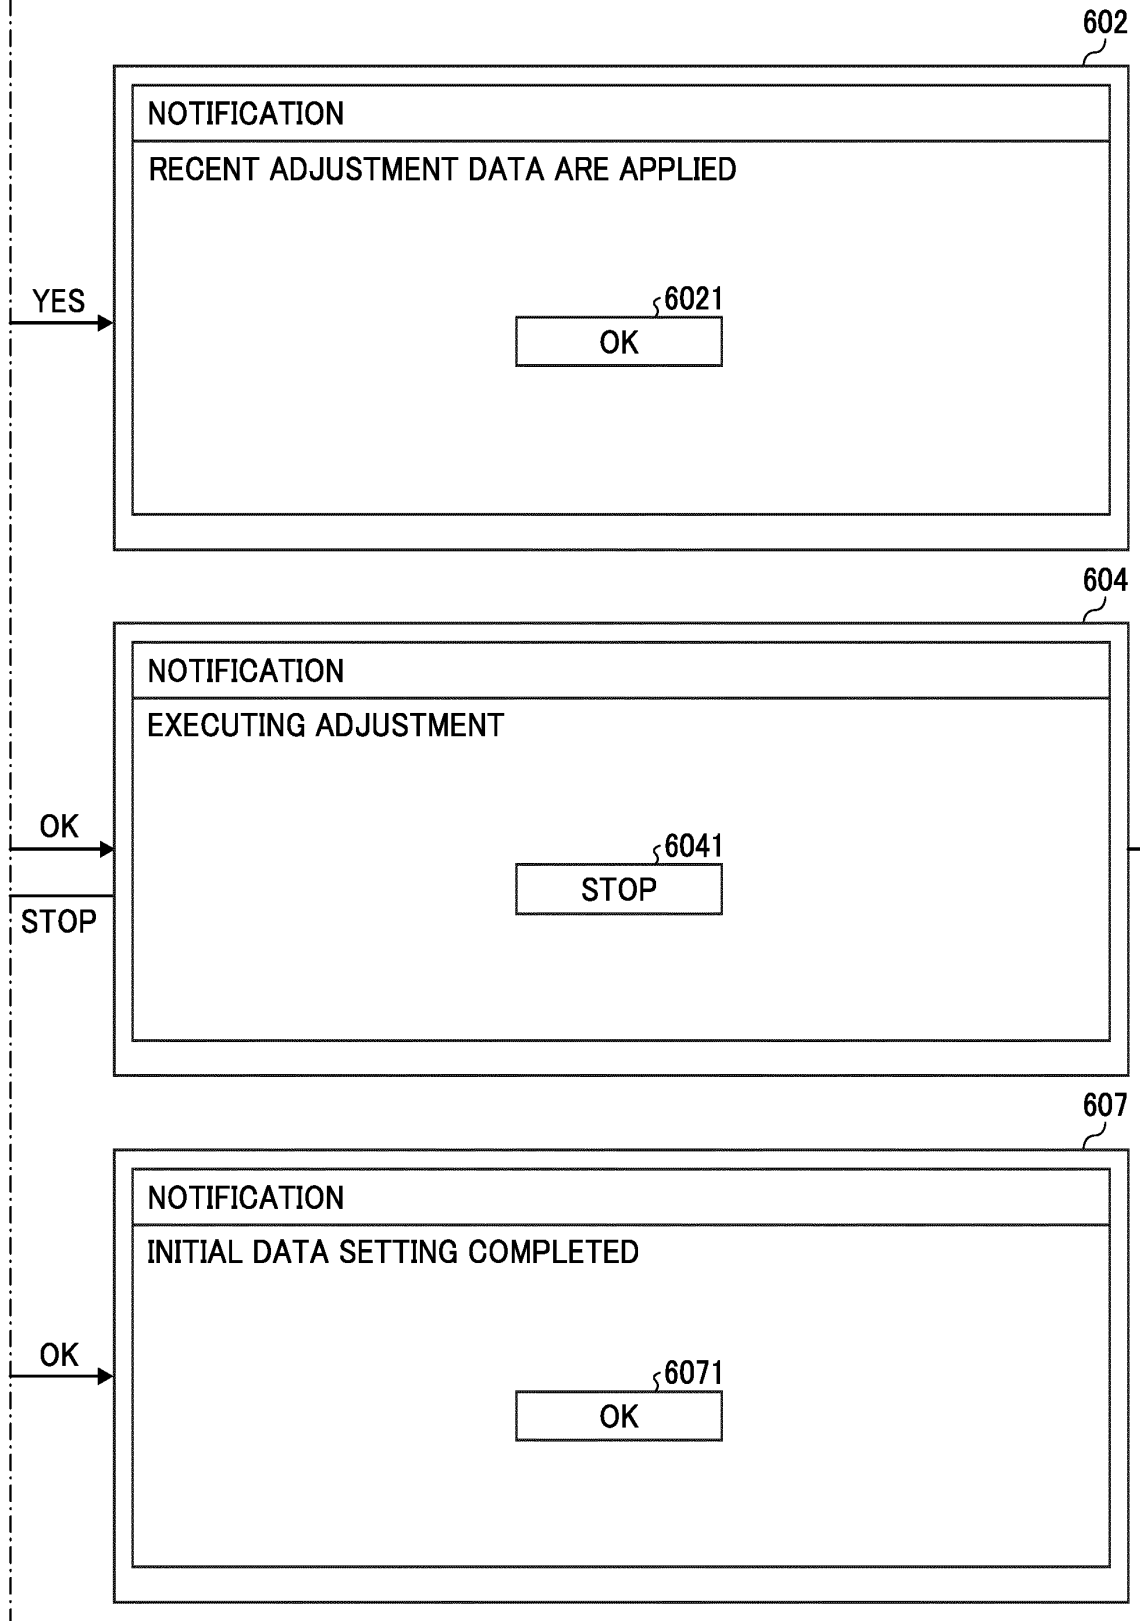 602
NOTIFICATION
RECENT ADJUSTMENT DATA ARE APPLIED
YES
6021
OK
604
NOTIFICATION
EXECUTING ADJUSTMENT
OK
6041
STOP
STOP
607
NOTIFICATION
INITIAL DATA SETTING COMPLETED
OK
6071
OK